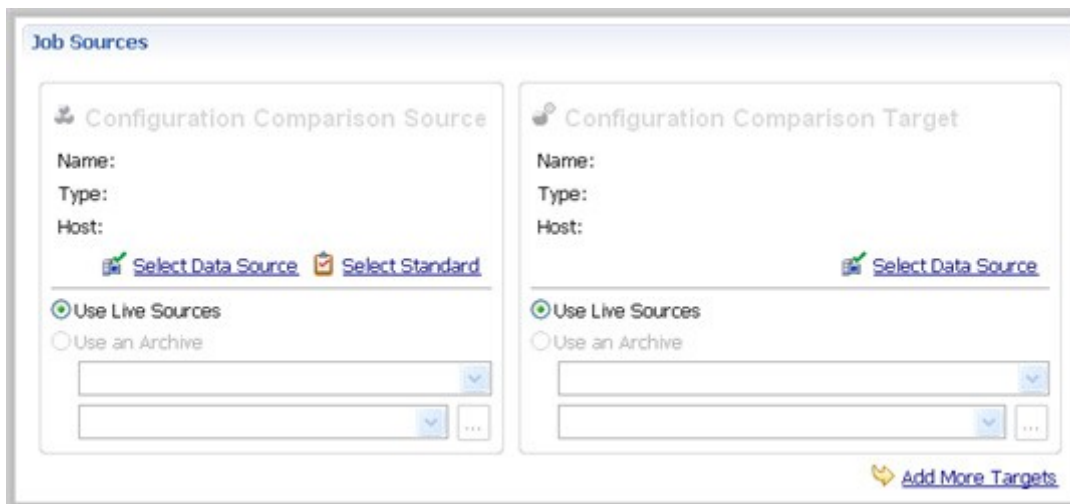 Job Sources
Configuration Comparison Source
Name:
Type:
Host:
Select Data Source Select Standard
Use Live Sources
Use an Archive
...
Configuration Comparison Target
Name:
Type:
Host:
Select Data Source
Use Live Sources
Use an Archive
...
Add More Targets